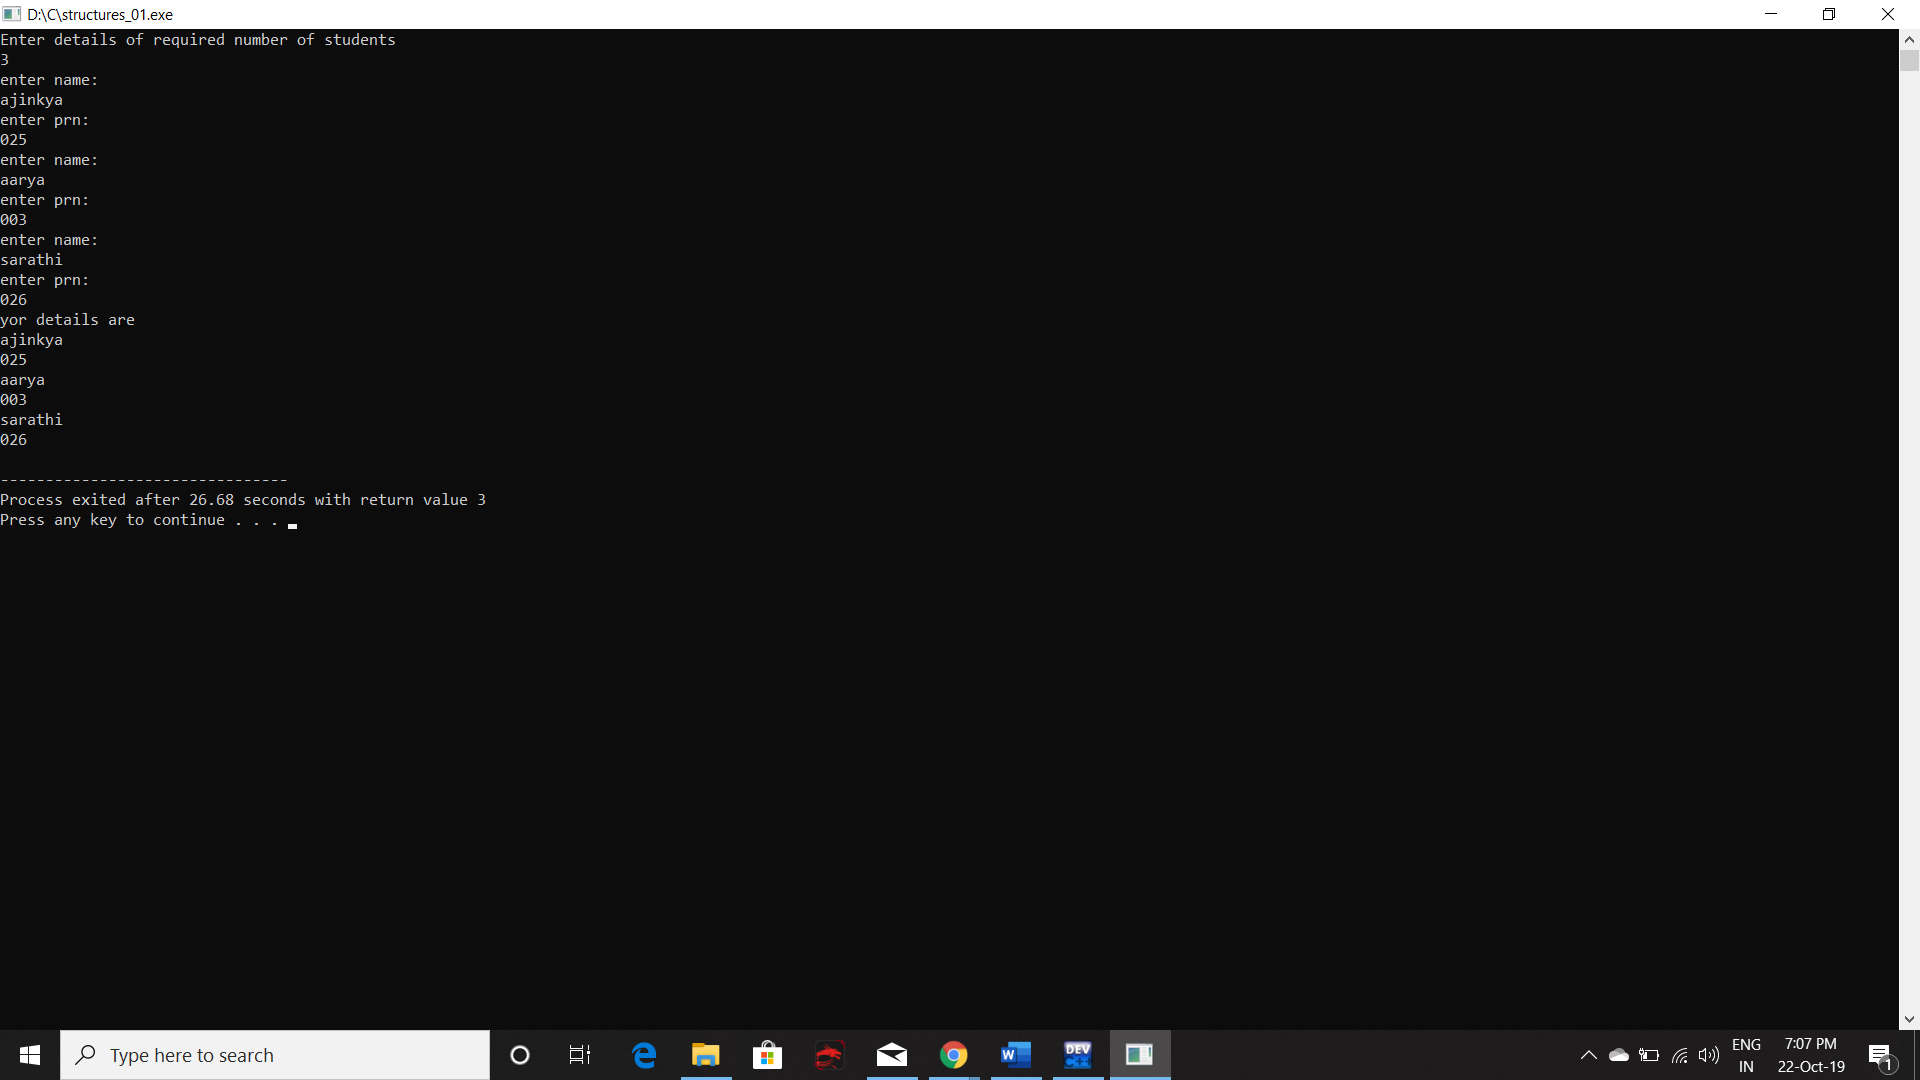 D:\C\structures_01.exe
Enter details of required number of students
3
enter name:
ajinkya
enter prn:
025
enter name:
aarya
enter prn:
003
enter name:
sarathi
enter prn:
026
yor details are
ajinkya
025
aarya
003
sarathi
026
--------------------------------
Process exited after 26.68 seconds with return value 3
Press any key to continue . . .
Type here to search
W
DEV
C++
ENG
IN
7:07 PM
22-Oct-19
1